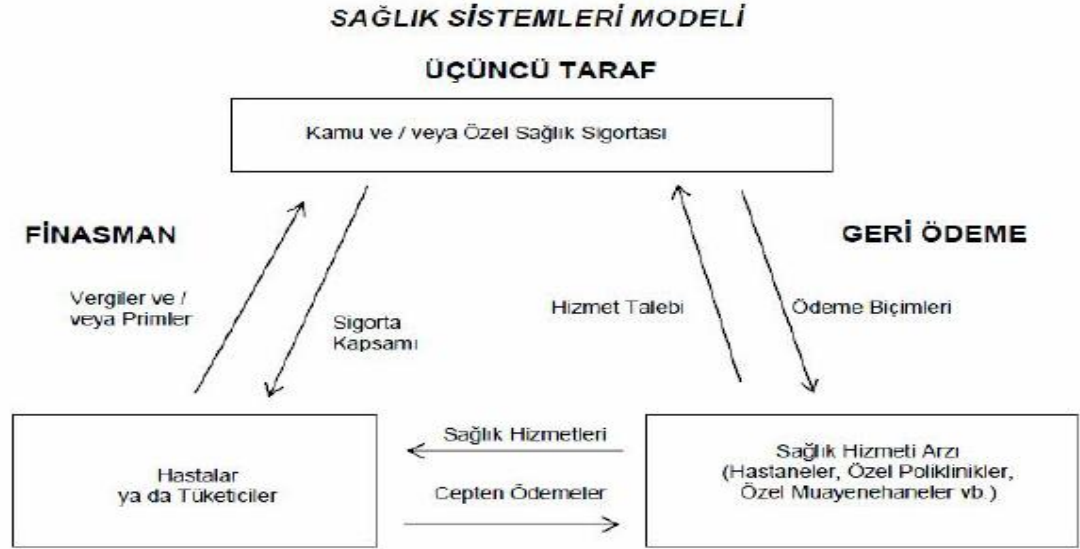 SAĞLIK SİSTEMLERİ MODELİ
ÜÇÜNCÜ TARAF
Kamu ve / veya Özel Sağlık Sigortası
FİNASMAN
GERİ ÖDEME
Vergiler ve /
veya Primler
Sigorta
Kapsamı
Hizmet Talebi
Ödeme Biçimleri
Hastalar
ya da Tüketiciler
Sağlık Hizmetleri
Cepten Ödemeler
Sağlık Hizmeti Arzı
(Hastaneler, Özel Poliklinikler,
Özel Muayenehaneler vb.)